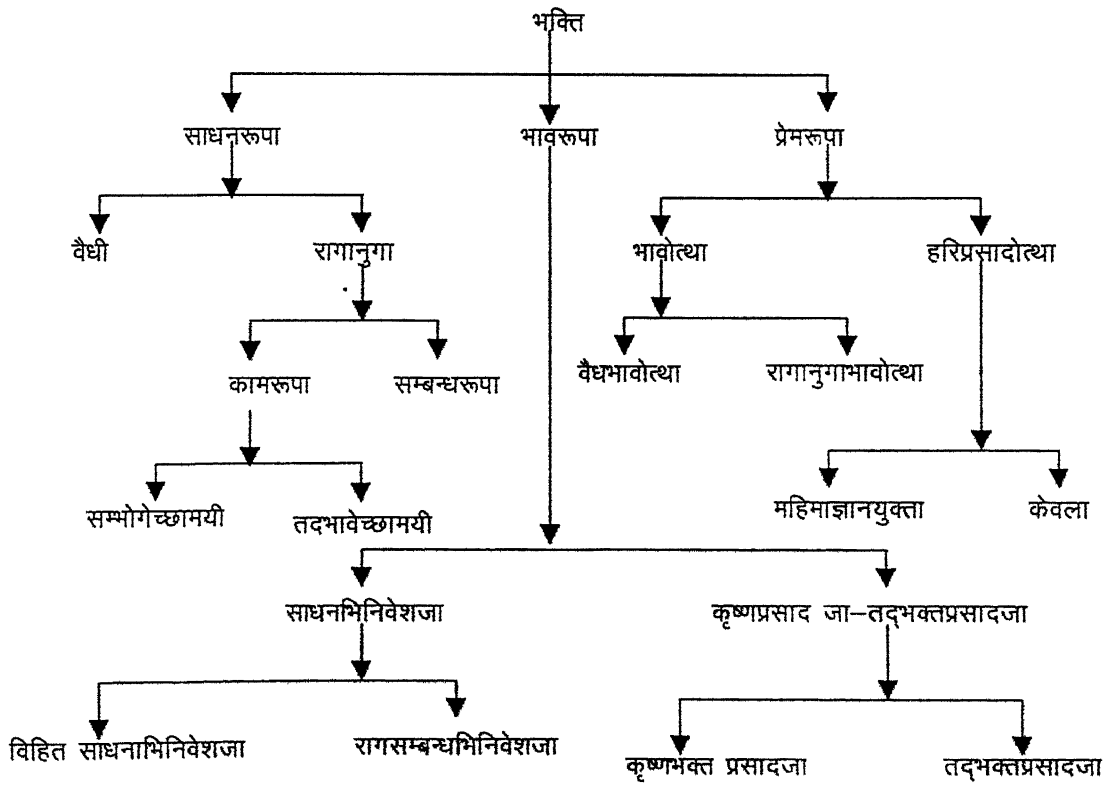 भक्ति
साधनरूपा भावरूपा प्रेमरूपा
वैधी रागानुगा भावोत्था हरिप्रसादोत्था
कामरूपा सम्बन्धरूपा वैधभावोत्था रागानुगाभावोत्था
सम्भोगेच्छामयी तदभावेच्छामयी महिमाज्ञानयुक्ता केवला
साधनभिनिवेशजा कृष्णप्रसाद जा–तद्भक्तप्रसादजा
विहित साधनाभिनिवेशजा रागसम्बन्धभिनिवेशजा कृष्णभक्त प्रसादजा तद्भक्तप्रसादजा